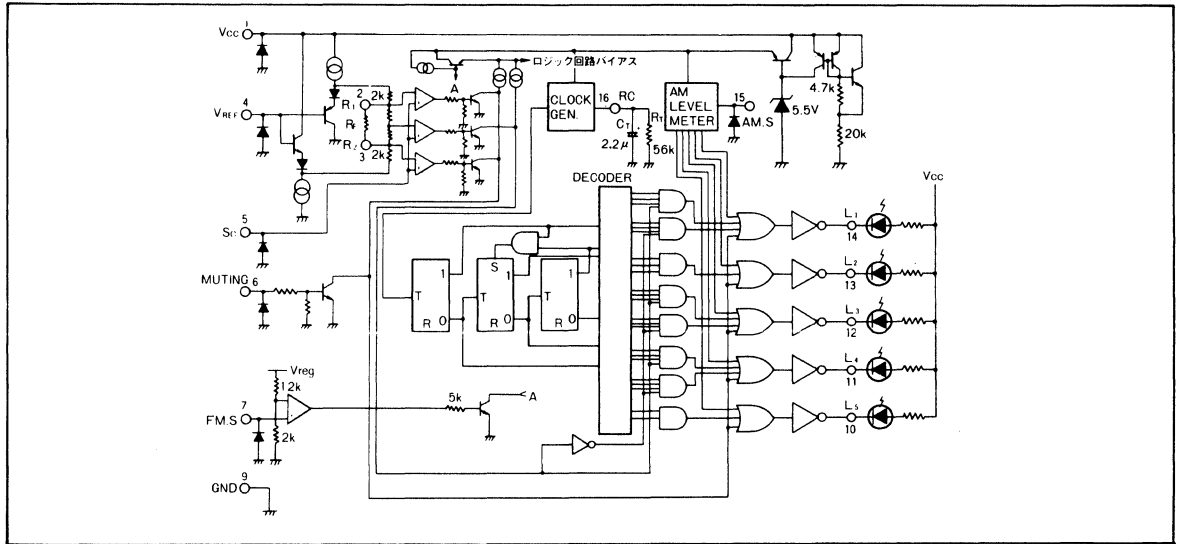 VCC 1
VREF 4
SC 5
MUTING 6
FM.S 7
GND 9
2
R1
Rf
R2
3
2k
2k
A
ロジック回路バイアス
CLOCK GEN.
16 RC
CT
2.2μ
RT
56k
AM LEVEL METER
15
AM.S
5.5V
4.7k
20k
DECODER
VCC
S
1
1
1
T
T
T
R 0
R 0
R 0
Vreg
12k
2k
5k
A
L1
14
L2
13
L3
12
L4
11
L5
10